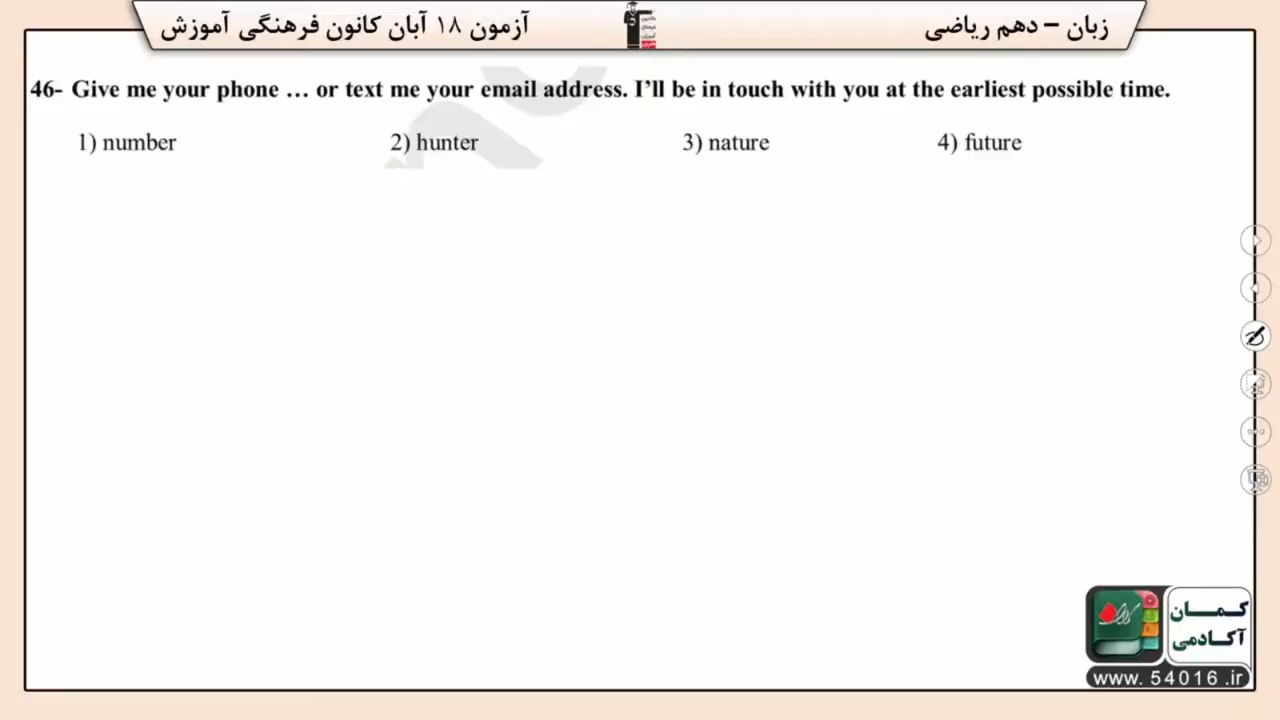 زبان – دهم ریاضی
آزمون ۱۸ آبان کانون فرهنگی آموزش
46- Give me your phone … or text me your email address. I’ll be in touch with you at the earliest possible time.
1) number 2) hunter 3) nature 4) future
کمان
آکادمی
www. 54016 .ir